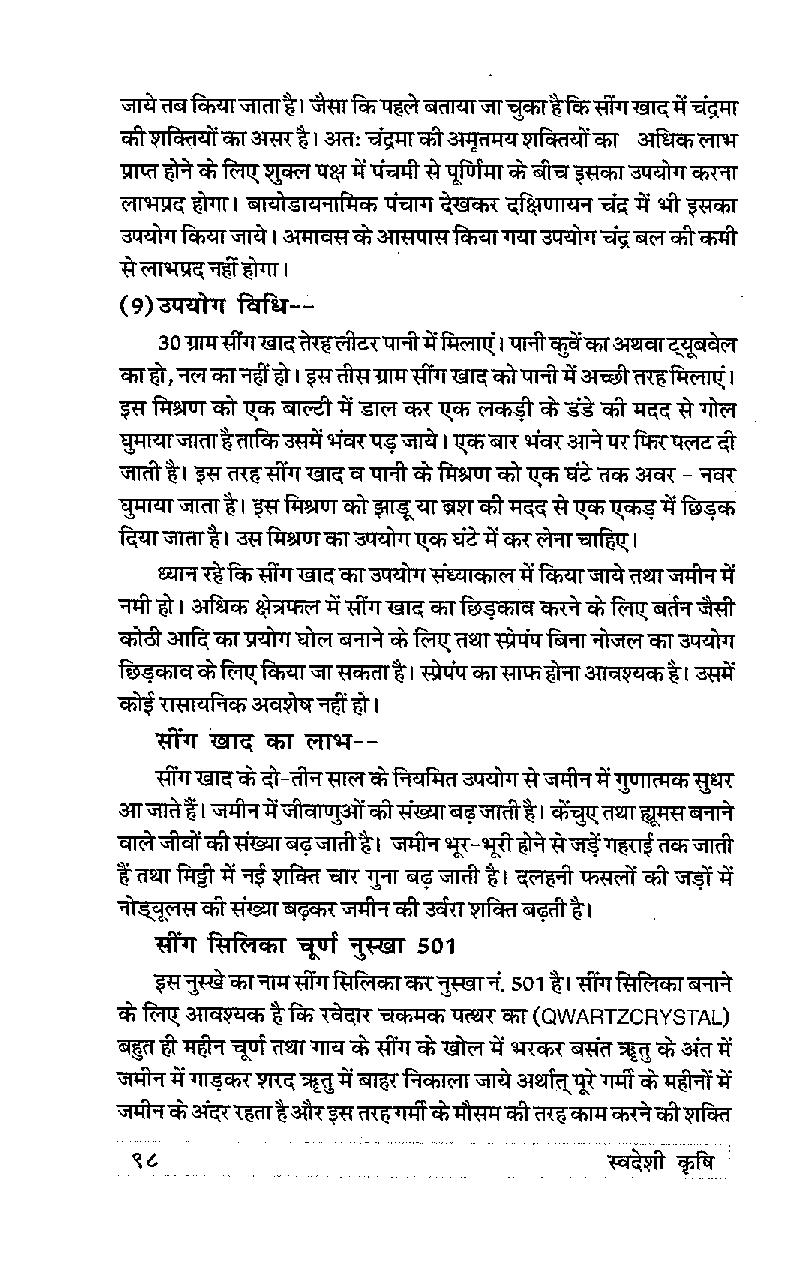 जाये तब किया जाता है। जैसा कि पहले बताया जा चुका है कि सींग खाद में चंद्रमा
की शक्तियों का असर है। अतः चंद्रमा की अमृतमय शक्तियों का अधिक लाभ
प्राप्त होने के लिए शुक्ल पक्ष में पंचमी से पूर्णिमा के बीच इसका उपयोग करना
लाभप्रद होगा। बायोडायनामिक पंचाग देखकर दक्षिणायन चंद्र में भी इसका
उपयोग किया जाये। अमावस के आसपास किया गया उपयोग चंद्र बल की कमी
से लाभप्रद नहीं होगा।
(9) उपयोग विधि--
30 ग्राम सींग खाद तेरह लीटर पानी में मिलाएं। पानी कुवें का अथवा ट्यूबवेल
का हो, नल का नहीं हो। इस तीस ग्राम सींग खाद को पानी में अच्छी तरह मिलाएं।
इस मिश्रण को एक बाल्टी में डाल कर एक लकड़ी के डंडे की मदद से गोल
घुमाया जाता है ताकि उसमें भंवर पड़ जाये। एक बार भंवर आने पर फिर पलट दी
जाती है। इस तरह सींग खाद व पानी के मिश्रण को एक घंटे तक अवर - नवर
घुमाया जाता है। इस मिश्रण को झाडू या ब्रश की मदद से एक एकड़ में छिड़क
दिया जाता है। उस मिश्रण का उपयोग एक घंटे में कर लेना चाहिए।
ध्यान रहे कि सींग खाद का उपयोग संध्याकाल में किया जाये तथा जमीन में
नमी हो। अधिक क्षेत्रफल में सींग खाद का छिड़काव करने के लिए बर्तन जैसी
कोठी आदि का प्रयोग घोल बनाने के लिए तथा स्प्रेपंप बिना नोजल का उपयोग
छिड़काव के लिए किया जा सकता है। स्प्रेपंप का साफ होना आवश्यक है। उसमें
कोई रासायनिक अवशेष नहीं हो।
सींग खाद का लाभ--
सींग खाद के दो-तीन साल के नियमित उपयोग से जमीन में गुणात्मक सुधर
आ जाते हैं। जमीन में जीवाणुओं की संख्या बढ़ जाती है। केंचुए तथा ह्यूमस बनाने
वाले जीवों की संख्या बढ़ जाती है। जमीन भूर-भूरी होने से जड़ें गहराई तक जाती
हैं तथा मिट्टी में नई शक्ति चार गुना बढ़ जाती है। दलहनी फसलों की जड़ों में
नोड्यूलस की संख्या बढ़कर जमीन की उर्वरा शक्ति बढ़ती है।
सींग सिलिका चूर्ण नुस्खा 501
इस नुस्खे का नाम सींग सिलिका कर नुस्खा नं. 501 है। सींग सिलिका बनाने
के लिए आवश्यक है कि रवेदार चकमक पत्थर का (QWARTZCRYSTAL)
बहुत ही महीन चूर्ण तथा गाय के सींग के खोल में भरकर बसंत ऋतु के अंत में
जमीन में गाड़कर शरद ऋतु में बाहर निकाला जाये अर्थात् पूरे गर्मी के महीनों में
जमीन के अंदर रहता है और इस तरह गर्मी के मौसम की तरह काम करने की शक्ति
१८ स्वदेशी कृषि